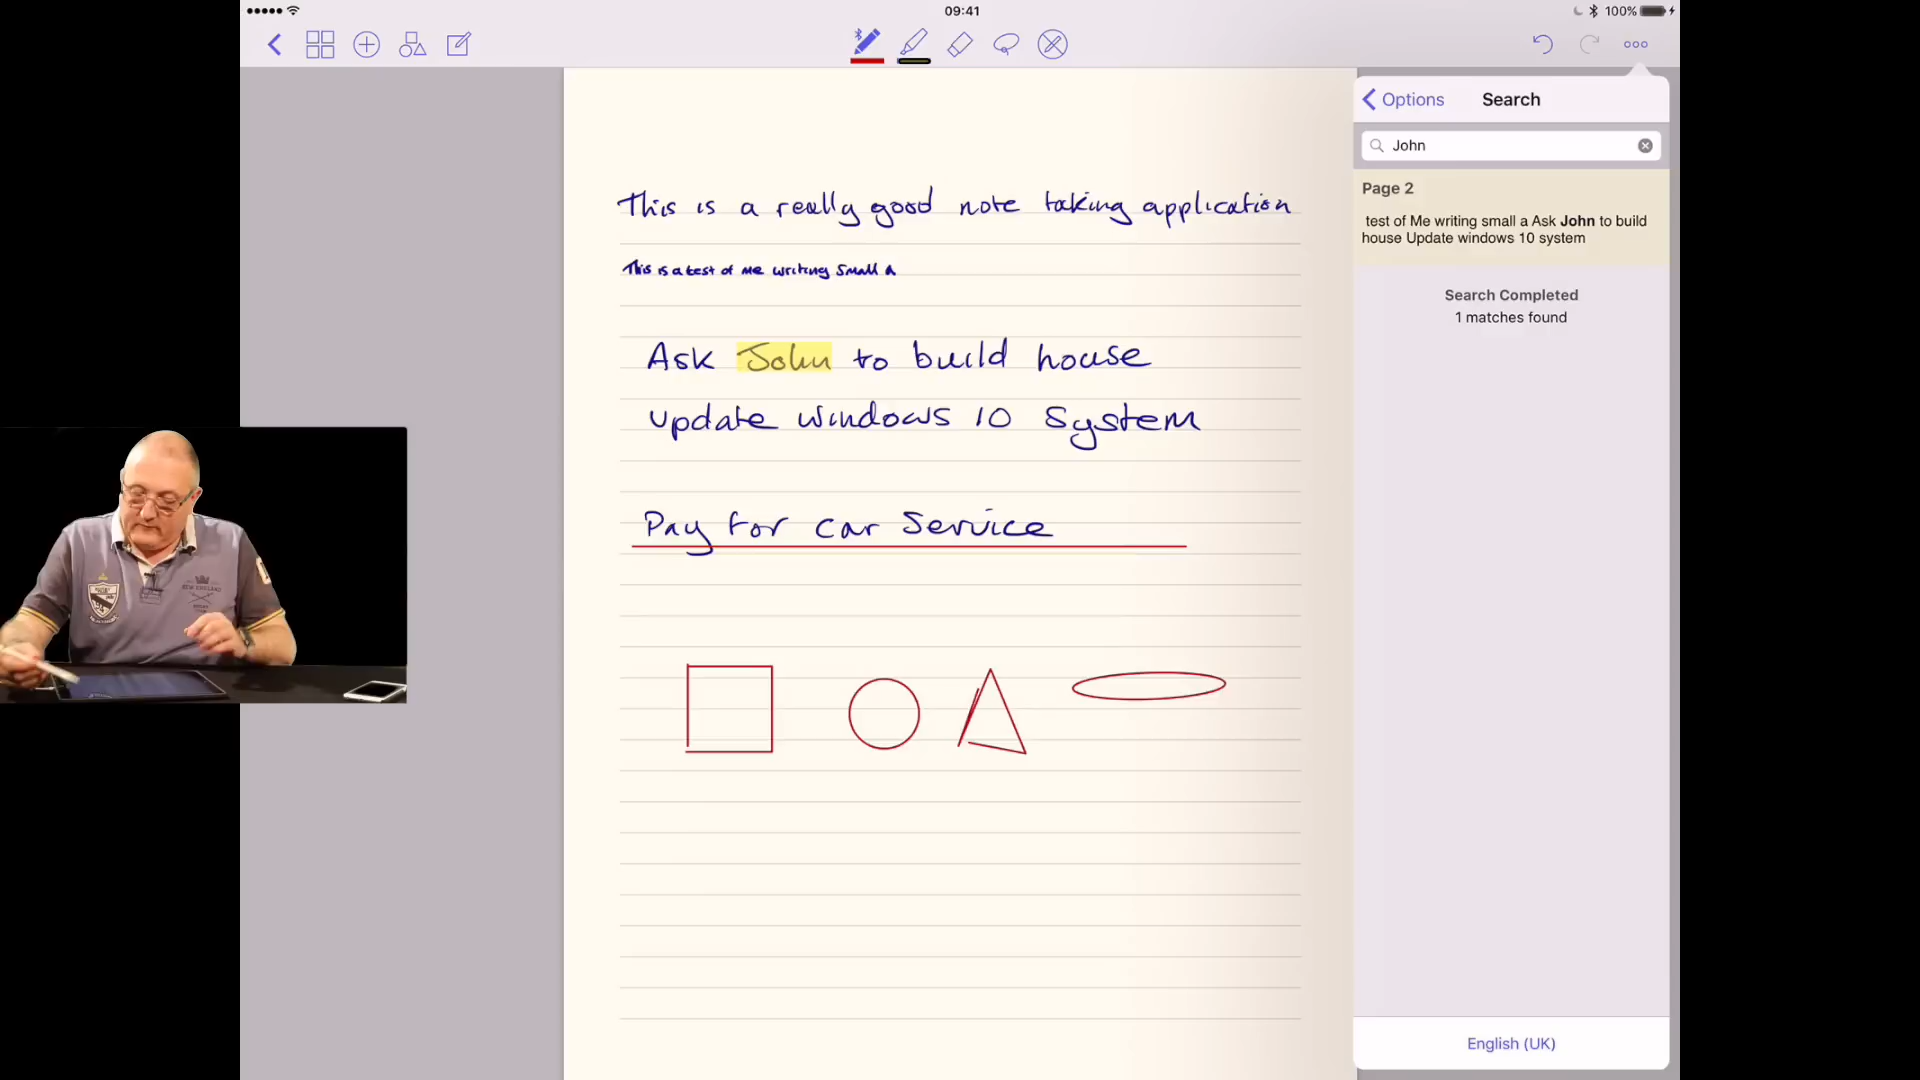 09:41
100%
Options
Search
John
Page 2
test of Me writing small a Ask John to build
house Update windows 10 system
Search Completed
1 matches found
This is a really good note taking application
This is a test of me writing Small A
Ask John to build house
update windows 10 System
Pay for car Service
English (UK)